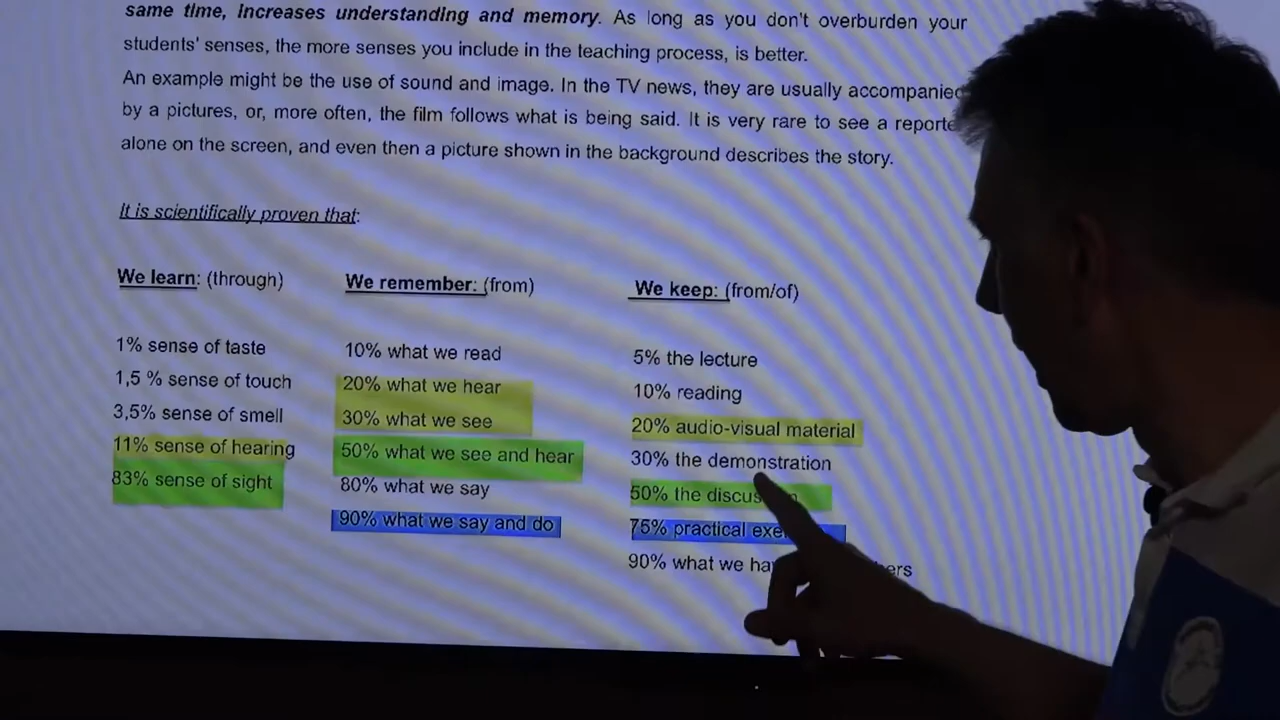 same time, increases understanding and memory. As long as you don't overburden your
students' senses, the more senses you include in the teaching process, is better.
An example might be the use of sound and image. In the TV news, they are usually accompanied
by a pictures, or, more often, the film follows what is being said. It is very rare to see a reporte
alone on the screen, and even then a picture shown in the background describes the story.
It is scientifically proven that:
We learn: (through)
1% sense of taste
1,5 % sense of touch
3,5% sense of smell
11% sense of hearing
83% sense of sight
We remember: (from)
10% what we read
20% what we hear
30% what we see
50% what we see and hear
80% what we say
90% what we say and do
We keep: (from/of)
5% the lecture
10% reading
20% audio-visual material
30% the demonstration
50% the discus
75% practical exe
90% what we ha ers